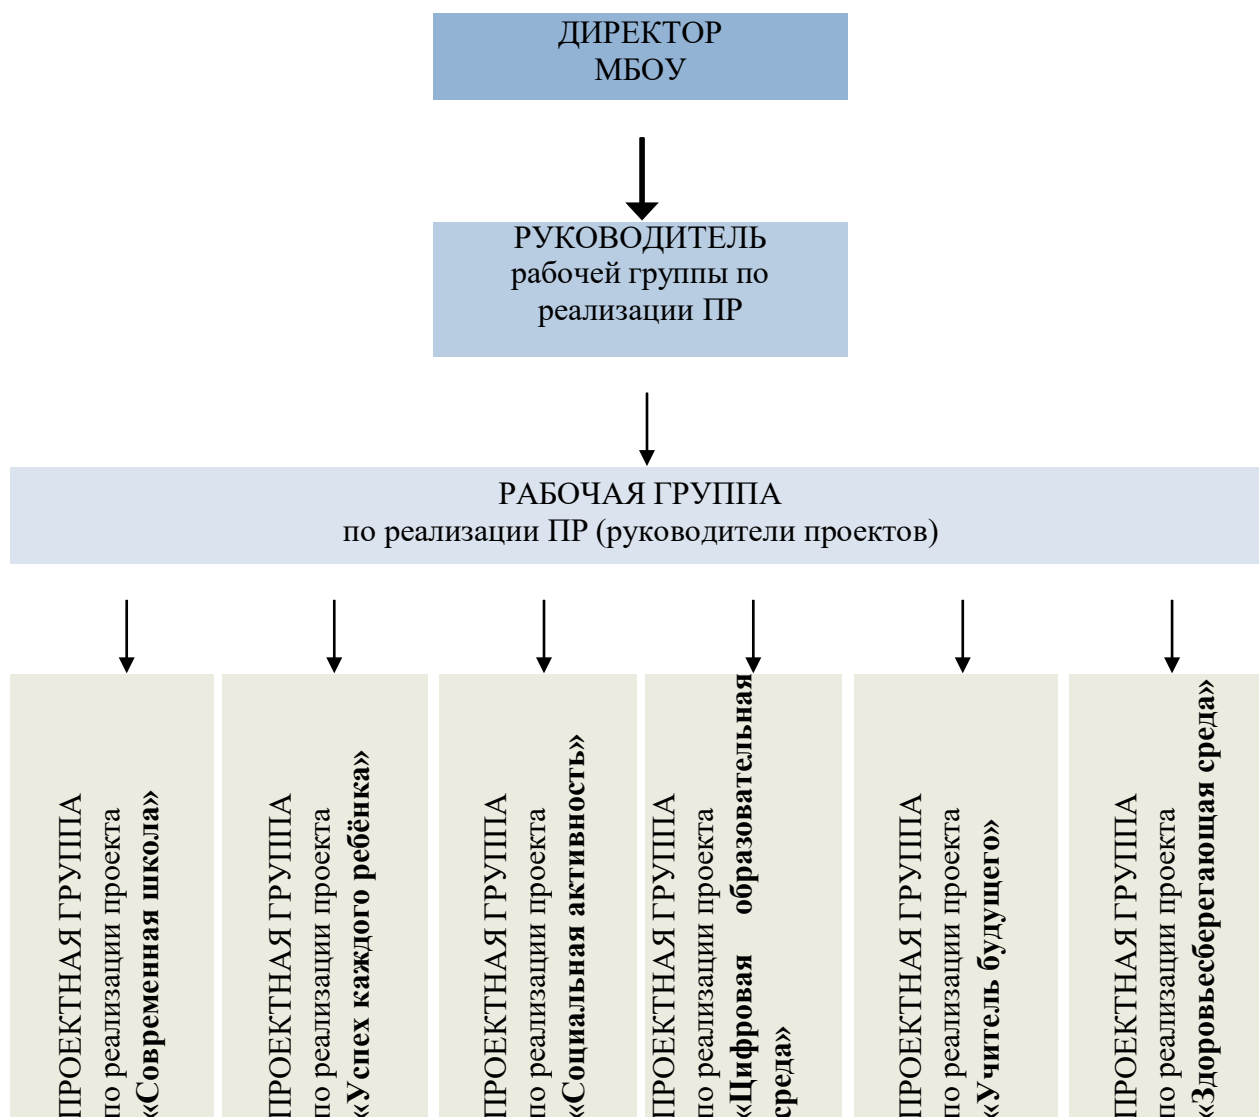 ДИРЕКТОР
МБОУ
РУКОВОДИТЕЛЬ
рабочей группы по
реализации ПР
РАБОЧАЯ ГРУППА
по реализации ПР (руководители проектов)
ПРОЕКТНАЯ ГРУППА
по реализации проекта
«Современная школа»
ПРОЕКТНАЯ ГРУППА
по реализации проекта
«Успех каждого ребёнка»
ПРОЕКТНАЯ ГРУППА
по реализации проекта
«Социальная активность»
ПРОЕКТНАЯ ГРУППА
по реализации проекта
«Цифровая образовательная
среда»
ПРОЕКТНАЯ ГРУППА
по реализации проекта
«Учитель будущего»
ПРОЕКТНАЯ ГРУППА
по реализации проекта
«Здоровьесберегающая среда»